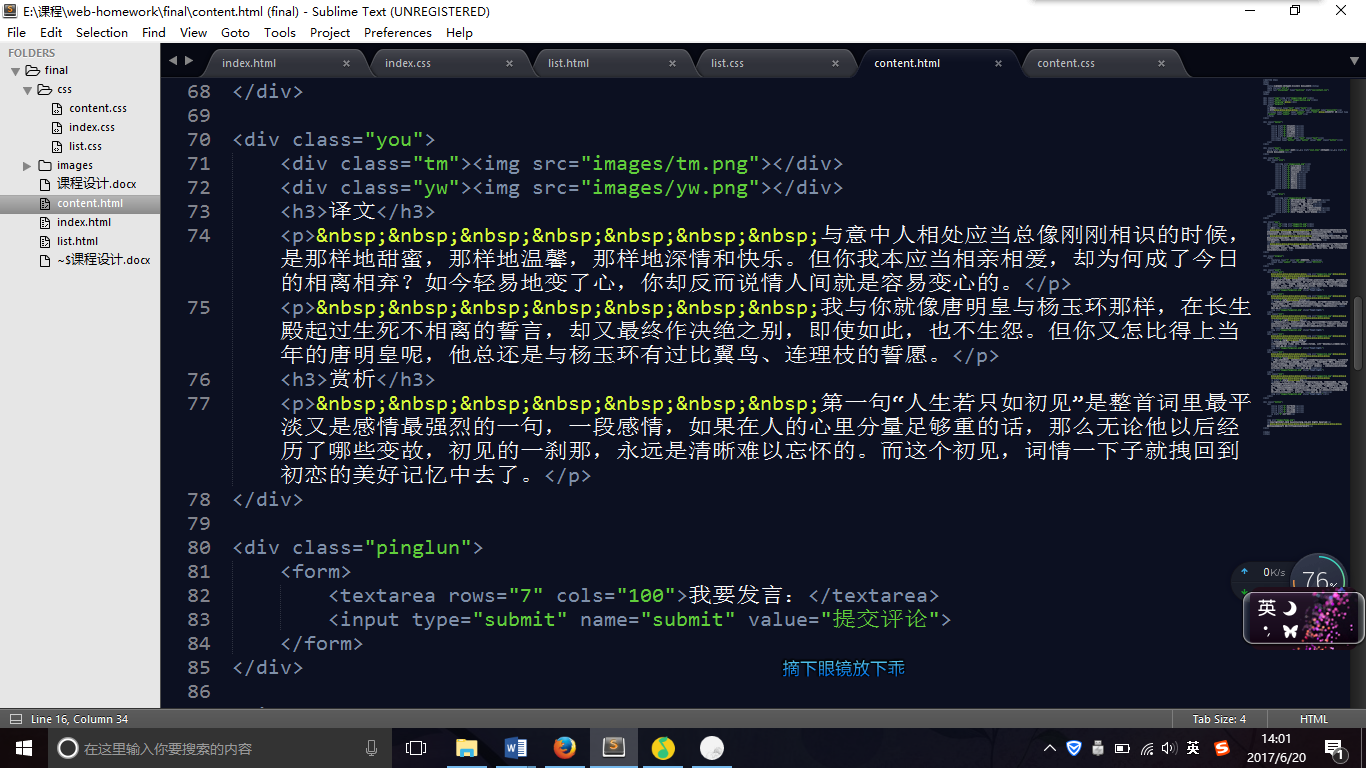 E:\课程\web-homework\final\content.html (final) - Sublime Text (UNREGISTERED)
File Edit Selection Find View Goto Tools Project Preferences Help
FOLDERS
final
css
content.css
index.css
list.css
images
课程设计.docx
content.html
index.html
list.html
~$课程设计.docx
index.html × index.css × list.html × list.css × content.html × content.css ×
68 </div>
69
70 <div class="you">
71 <div class="tm"><img src="images/tm.png"></div>
72 <div class="yw"><img src="images/yw.png"></div>
73 <h3>译文</h3>
74 <p>&nbsp;&nbsp;&nbsp;&nbsp;&nbsp;&nbsp;&nbsp;与意中人相处应当总像刚刚相识的时候，
是那样地甜蜜，那样地温馨，那样地深情和快乐。但你我本应当相亲相爱，却为何成了今日
的相离相弃？如今轻易地变了心，你却反而说情人间就是容易变心的。</p>
75 <p>&nbsp;&nbsp;&nbsp;&nbsp;&nbsp;&nbsp;&nbsp;我与你就像唐明皇与杨玉环那样，在长生
殿起过生死不相离的誓言，却又最终作决绝之别，即使如此，也不生怨。但你又怎比得上当
年的唐明皇呢，他总还是与杨玉环有过比翼鸟、连理枝的誓愿。</p>
76 <h3>赏析</h3>
77 <p>&nbsp;&nbsp;&nbsp;&nbsp;&nbsp;&nbsp;&nbsp;第一句“人生若只如初见”是整首词里最平
淡又是感情最强烈的一句，一段感情，如果在人的心里分量足够重的话，那么无论他以后经
历了哪些变故，初见的一刹那，永远是清晰难以忘怀的。而这个初见，词情一下子就拽回到
初恋的美好记忆中去了。</p>
78 </div>
79
80 <div class="pinglun">
81 <form>
82 <textarea rows="7" cols="100">我要发言：</textarea>
83 <input type="submit" name="submit" value="提交评论">
84 </form>
85 </div>
86
0K/s
76%
英
摘下眼镜放下乖
Line 16, Column 34
Tab Size: 4
HTML
在这里输入你要搜索的内容
英
14:01
2017/6/20
1